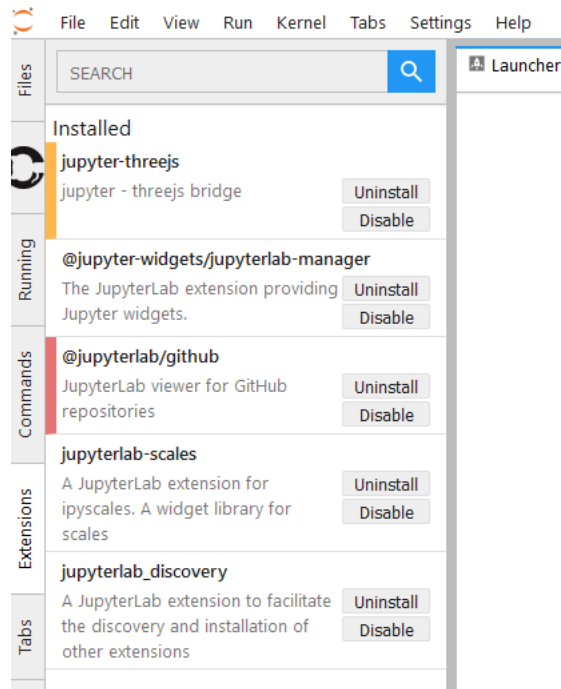 File Edit View Run Kernel Tabs Settings Help
Files
Running
Commands
Extensions
Tabs
SEARCH
Launcher
Installed
jupyter-threejs
jupyter - threejs bridge
Uninstall
Disable
@jupyter-widgets/jupyterlab-manager
The JupyterLab extension providing
Jupyter widgets.
Uninstall
Disable
@jupyterlab/github
JupyterLab viewer for GitHub
repositories
Uninstall
Disable
jupyterlab-scales
A JupyterLab extension for
ipyscales. A widget library for
scales
Uninstall
Disable
jupyterlab_discovery
A JupyterLab extension to facilitate
the discovery and installation of
other extensions
Uninstall
Disable